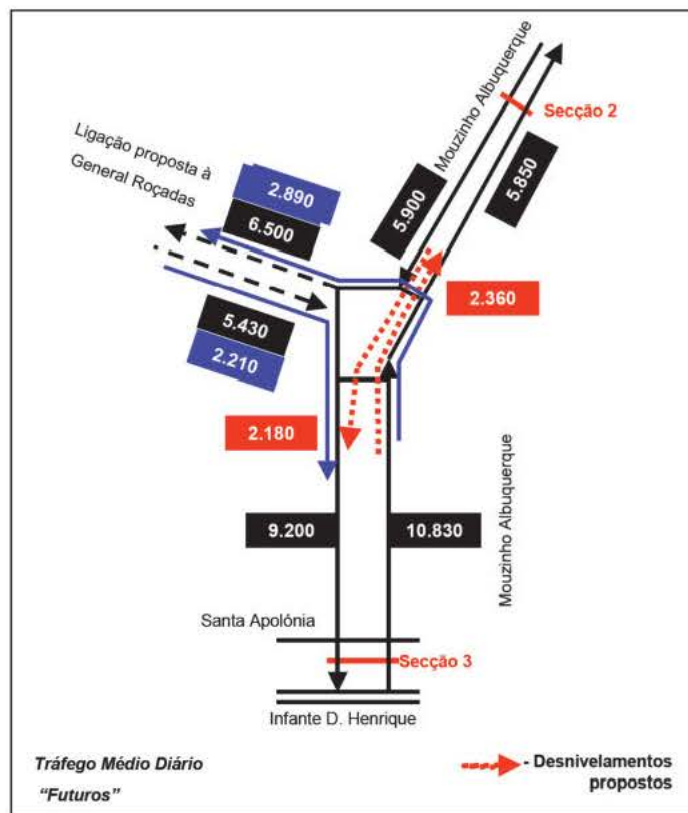 Mouzinho Albuquerque
Secção 2
Ligação proposta à
General Roçadas
2.890
6.500
5.900
5.850
2.360
5.430
2.210
2.180
9.200
10.830
Mouzinho Albuquerque
Santa Apolónia
Secção 3
Infante D. Henrique
Tráfego Médio Diário
“Futuros”
- Desnivelamentos
propostos